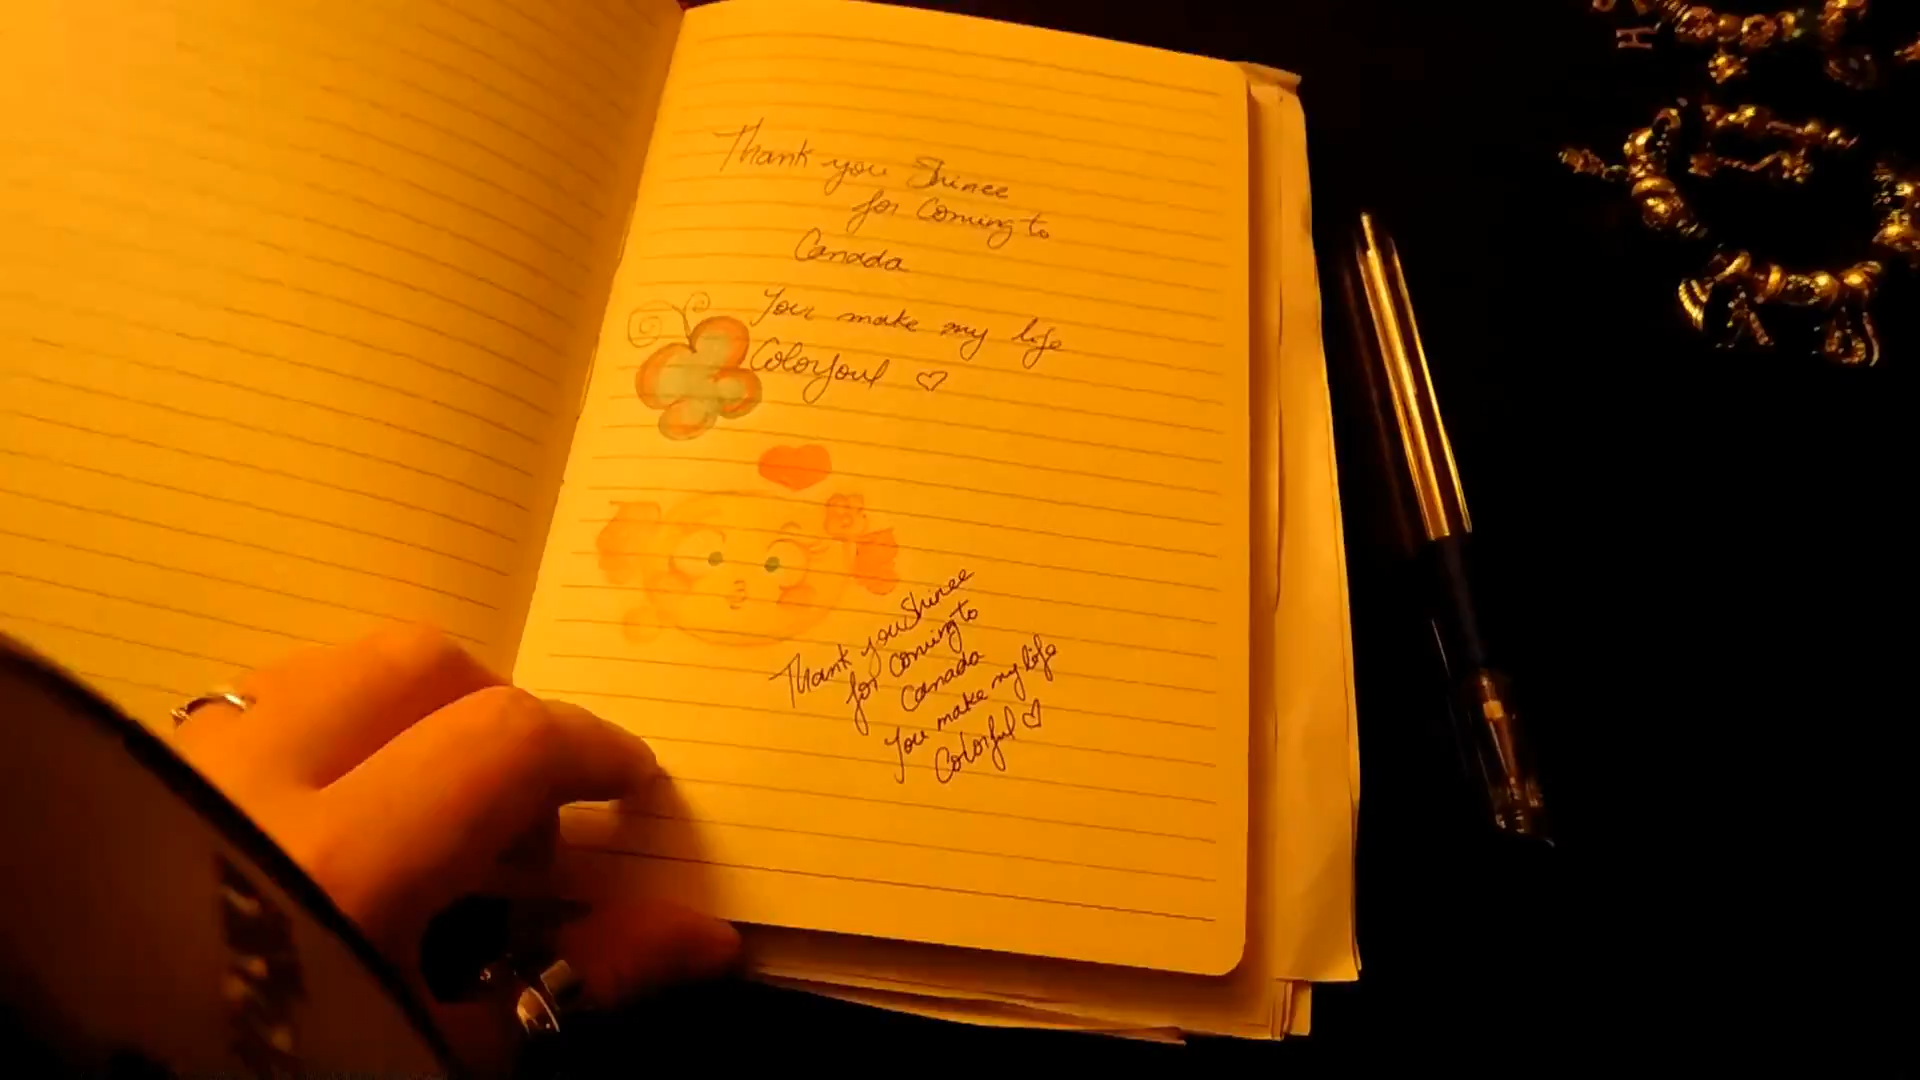 Thank you Shinee
for Coming to
Canada
You make my life
Coloryoul ♡
Thank you Shinee
for coming to
Canada
You make my life
Colorful ♡
H